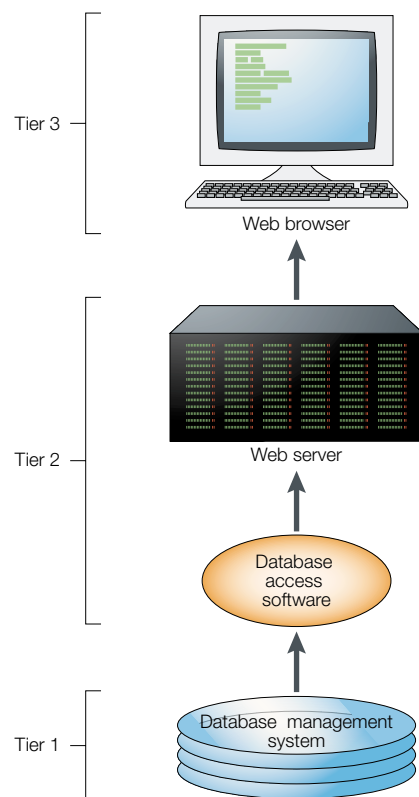 Tier 3
Web browser
Tier 2
Web server
Database
access
software
Tier 1
Database management
system